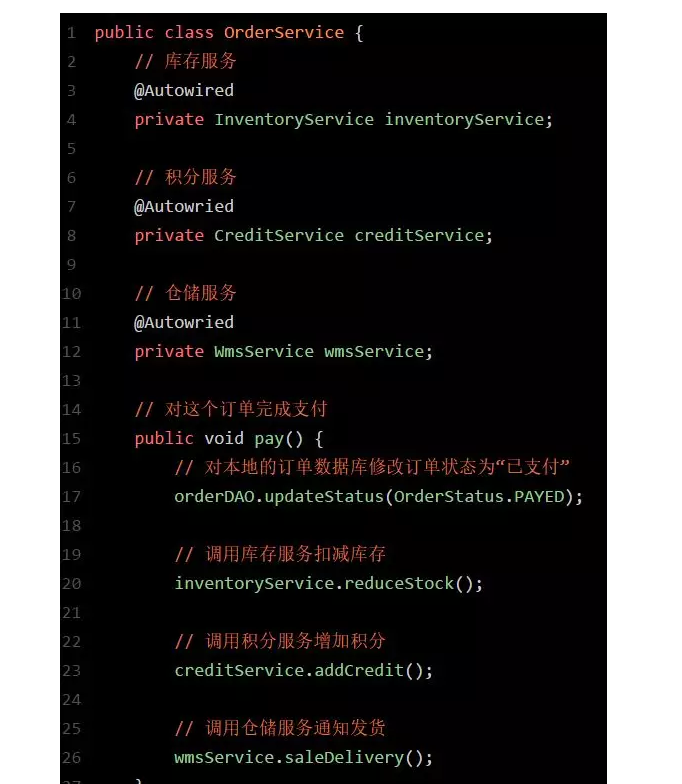 1 public class OrderService {
2 // 库存服务
3 @Autowired
4 private InventoryService inventoryService;
5
6 // 积分服务
7 @Autowried
8 private CreditService creditService;
9
10 // 仓储服务
11 @Autowried
12 private WmsService wmsService;
13
14 // 对这个订单完成支付
15 public void pay() {
16 // 对本地的订单数据库修改订单状态为“已支付”
17 orderDAO.updateStatus(OrderStatus.PAYED);
18
19 // 调用库存服务扣减库存
20 inventoryService.reduceStock();
21
22 // 调用积分服务增加积分
23 creditService.addCredit();
24
25 // 调用仓储服务通知发货
26 wmsService.saleDelivery();
27 }